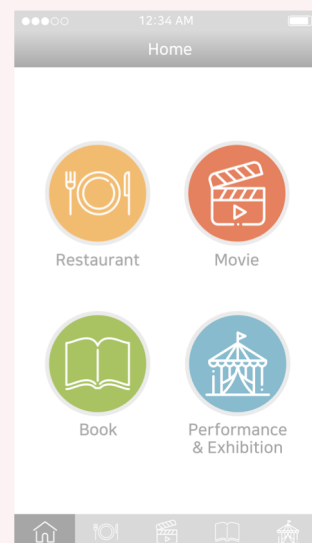 12:34 AM
Home
Restaurant
Movie
Book
Performance
& Exhibition